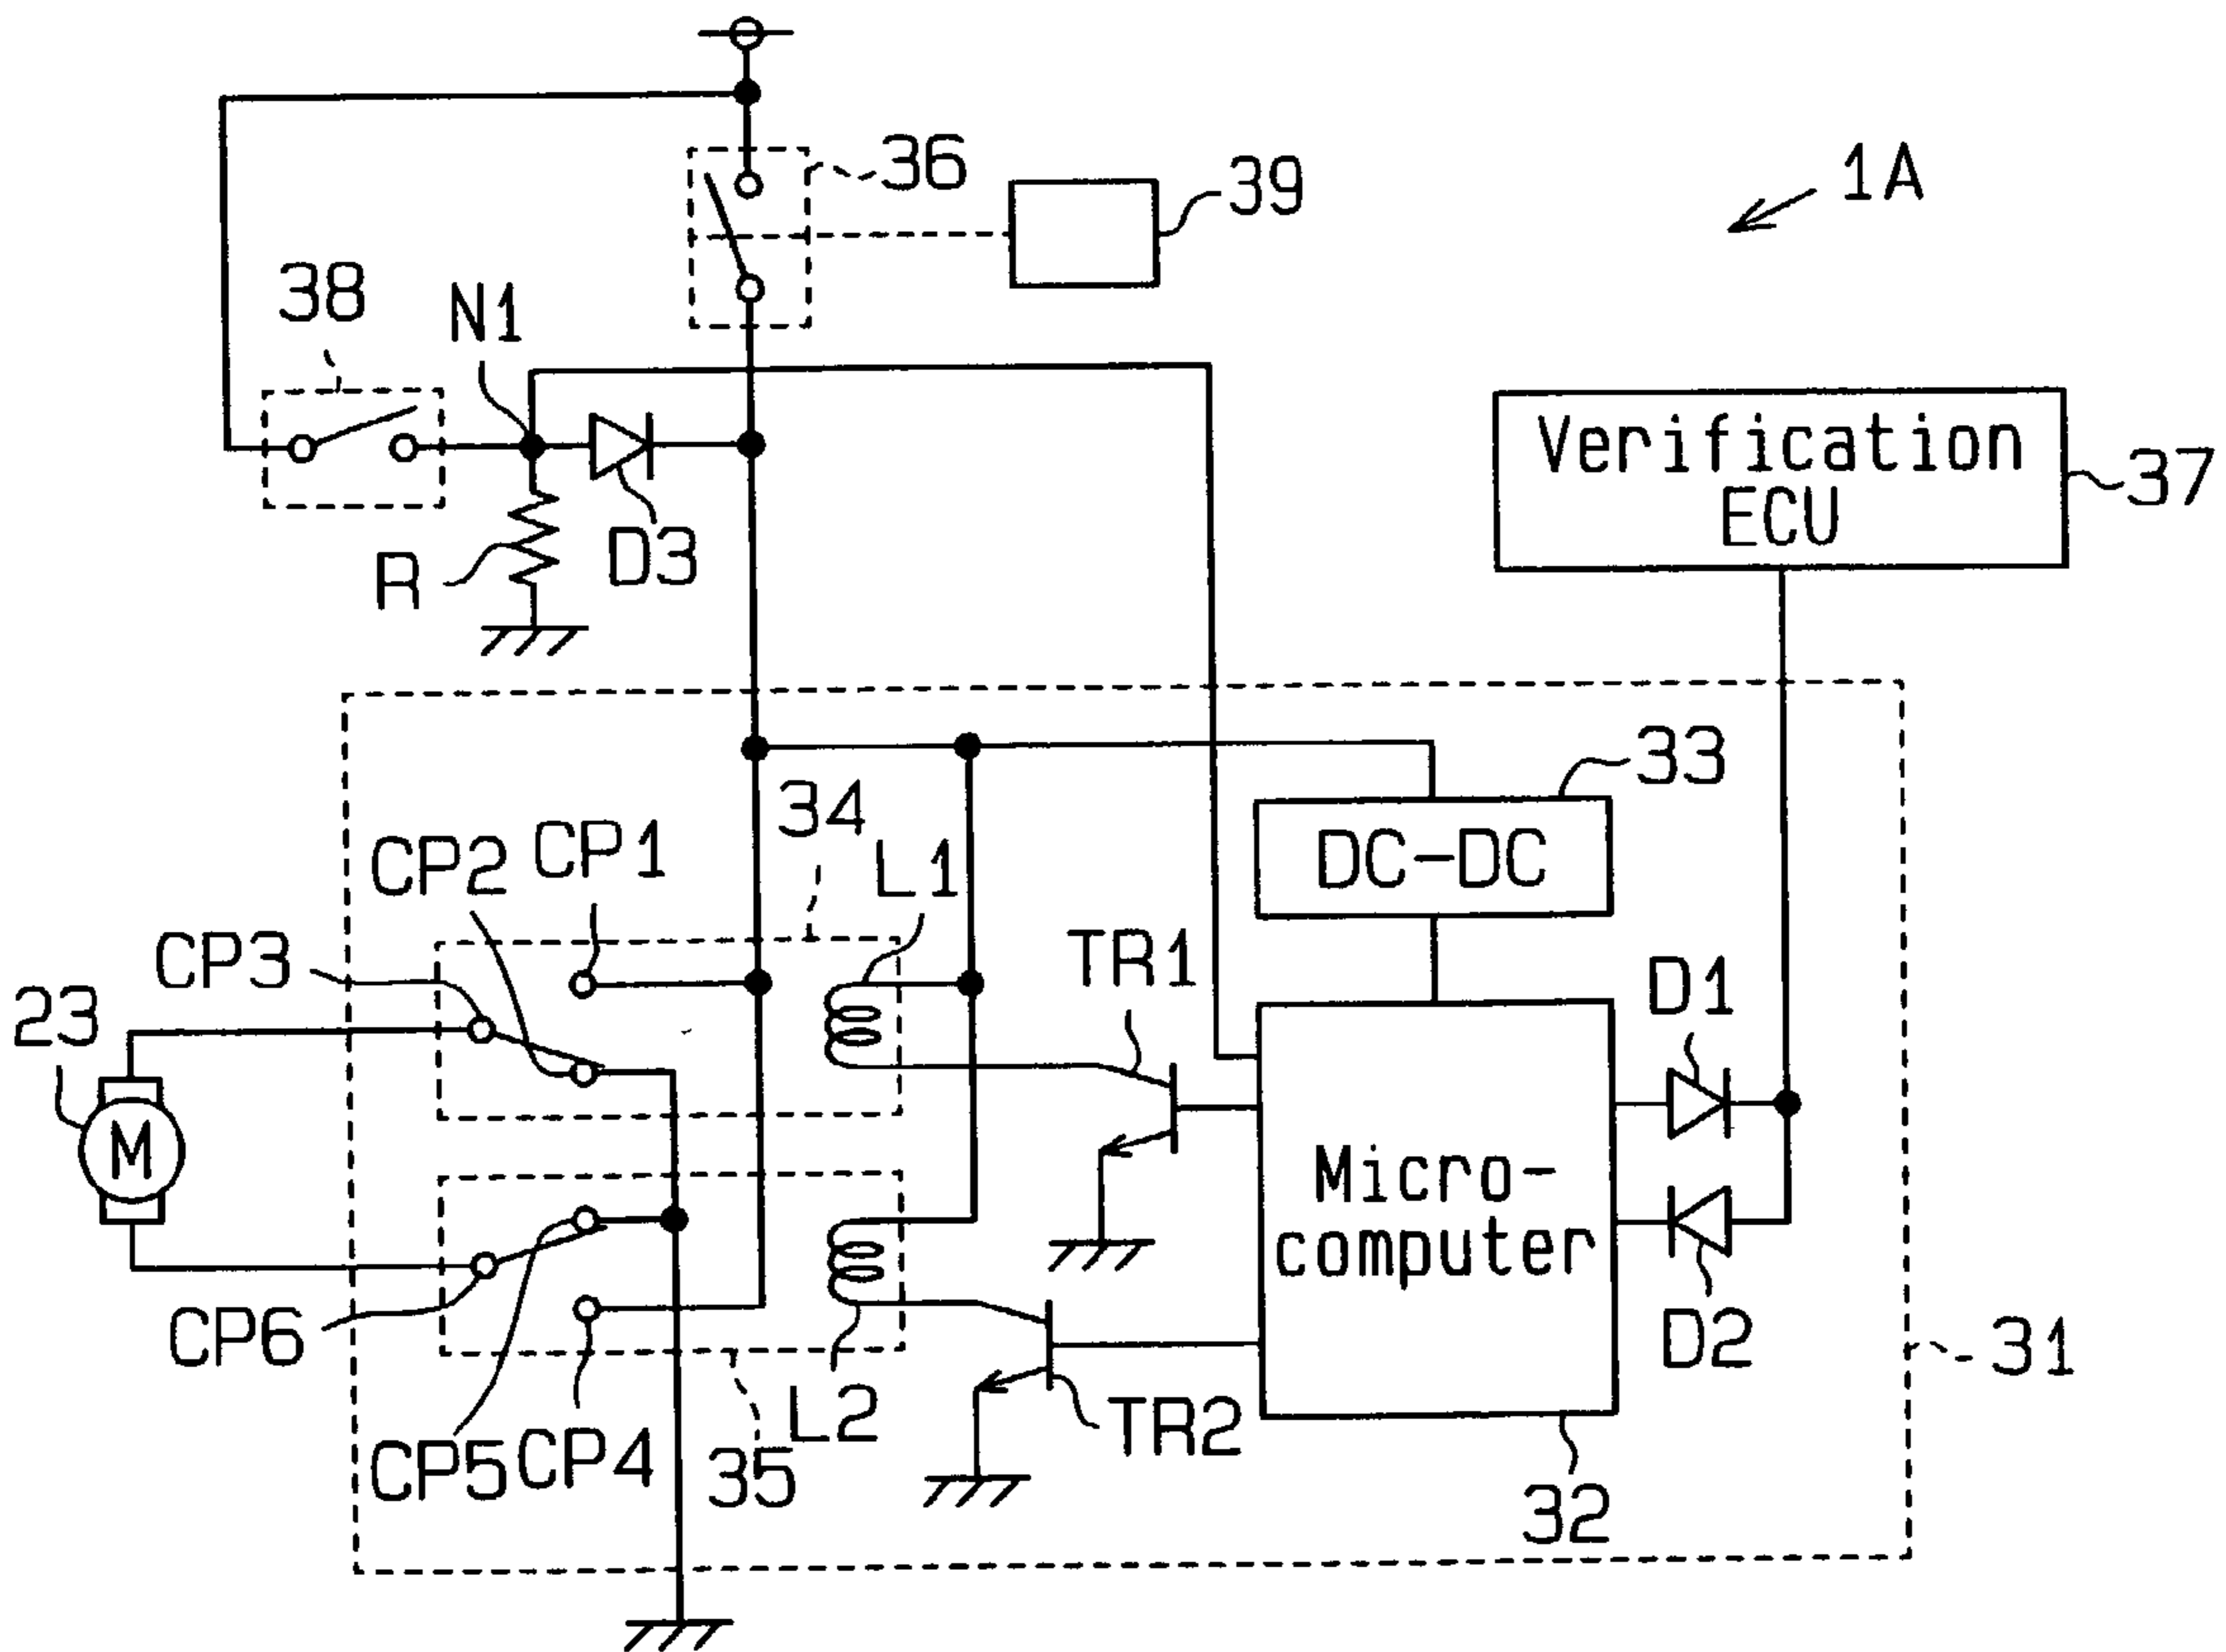 36
39
1A
38
N1
Verification
ECU
37
R
D3
33
34
DC-DC
CP2
CP1
L1
CP3
TR1
D1
23
M
Micro-
computer
CP6
D2
31
L2
TR2
CP5
CP4
35
32